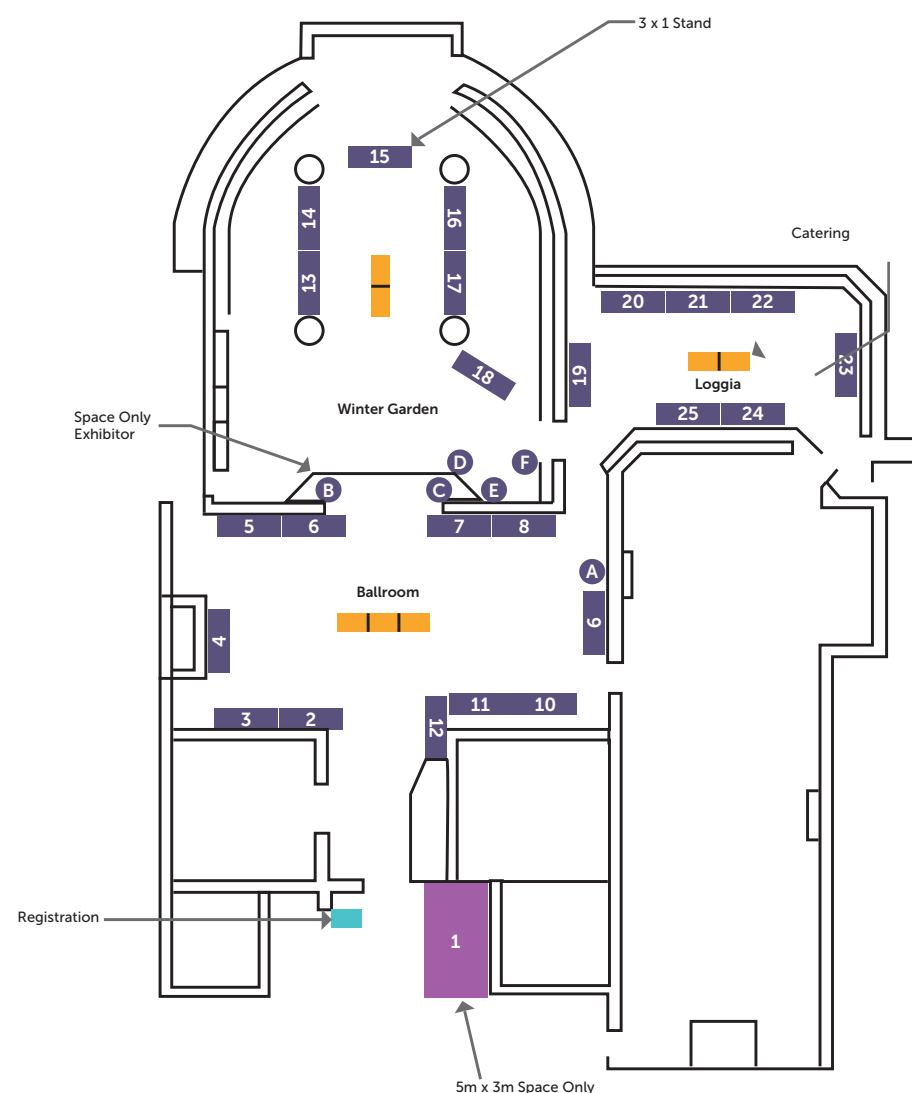 3 x 1 Stand
15
14
16
Catering
13
17
20 21 22
18
19
23
Loggia
Winter Garden
25 24
Space Only
Exhibitor
D
F
B
C
E
5 6
7 8
A
Ballroom
9
4
3 2
11 10
12
Registration
1
5m x 3m Space Only